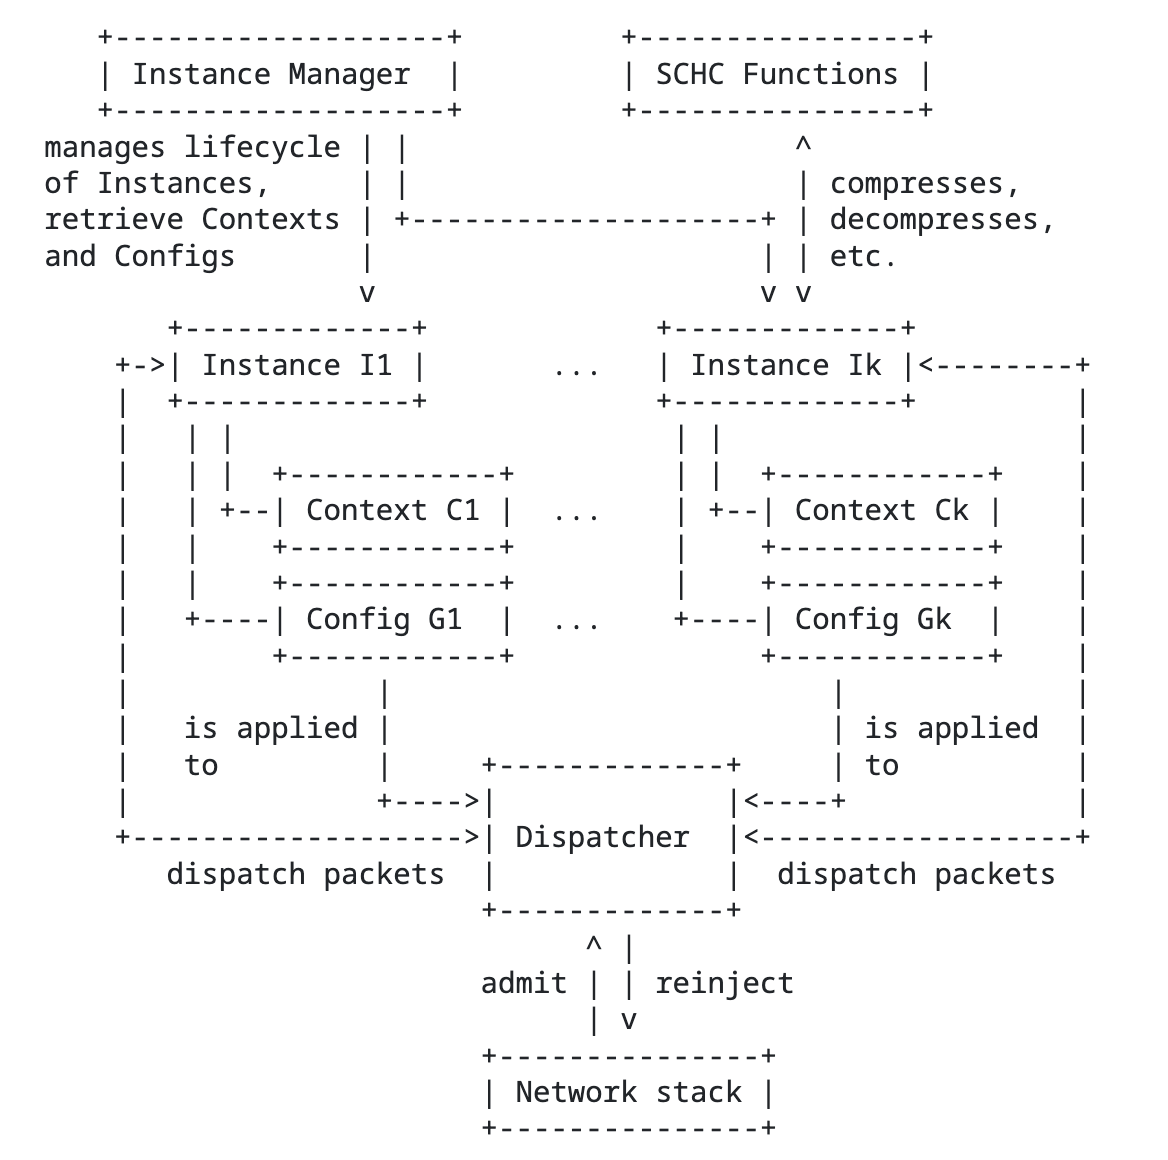 Instance Manager SCHC Functions
manages lifecycle
of Instances, compresses,
retrieve Contexts decompresses,
and Configs etc.
Instance I1 ... Instance Ik
Context C1 ... Context Ck
Config G1 ... Config Gk
is applied is applied
to to
Dispatcher
dispatch packets dispatch packets
admit reinject
Network stack